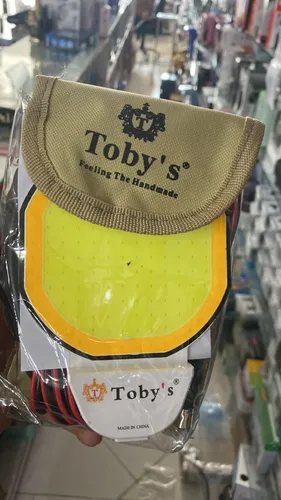 T
Toby's®
Feeling The Handmade
T
Toby's®
MADE IN CHINA